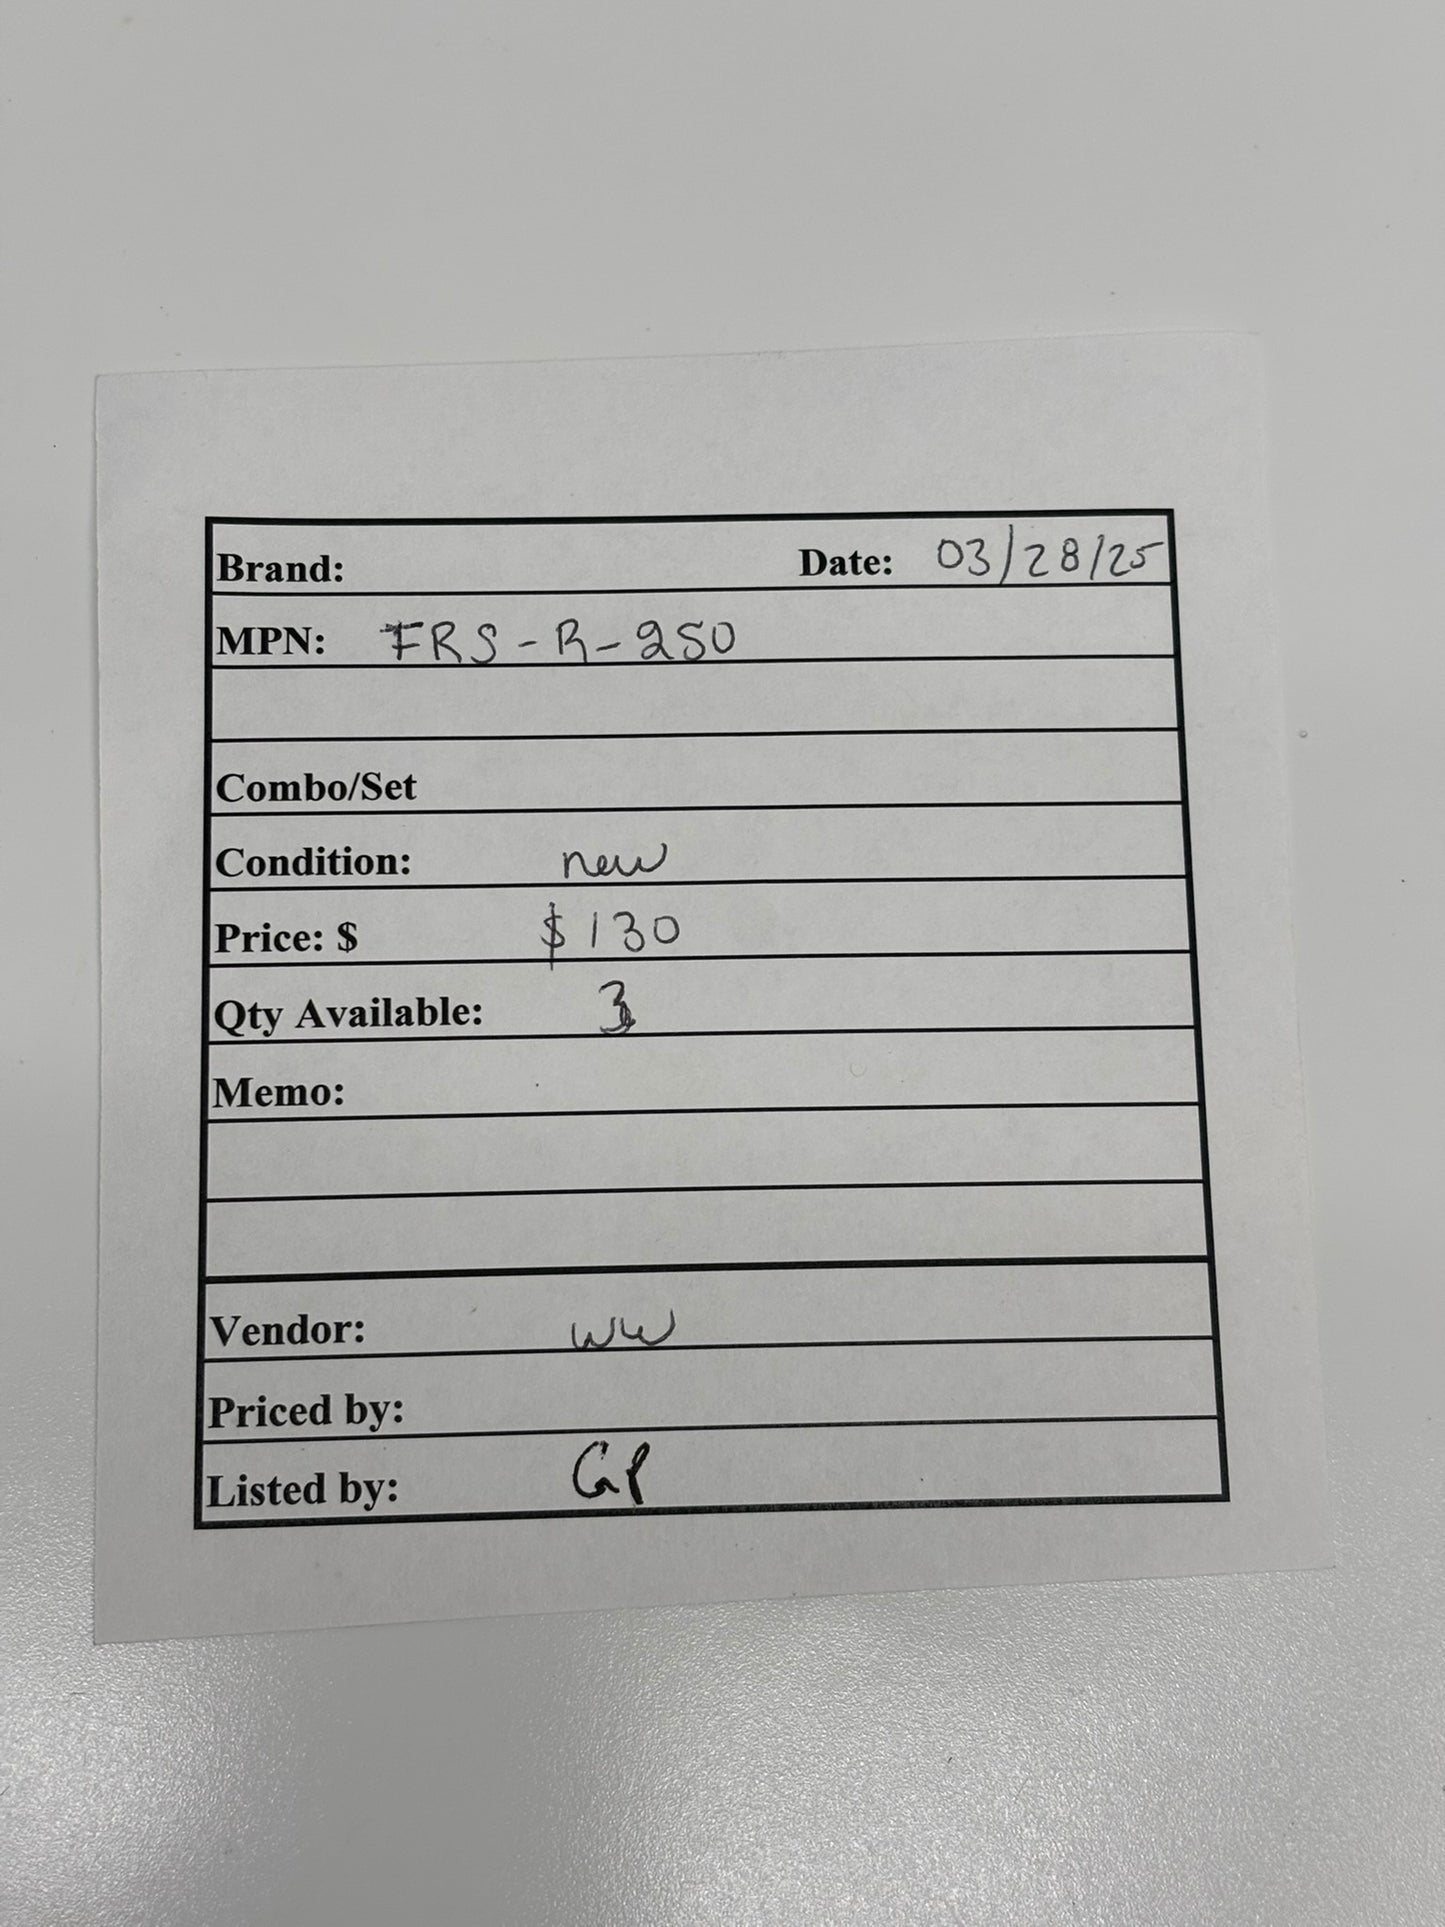 Brand: Date: 03/28/25
MPN: FRS-R-250
Combo/Set
Condition: new
Price: $ $130
Qty Available: 3
Memo:
Vendor: WW
Priced by:
Listed by: GP